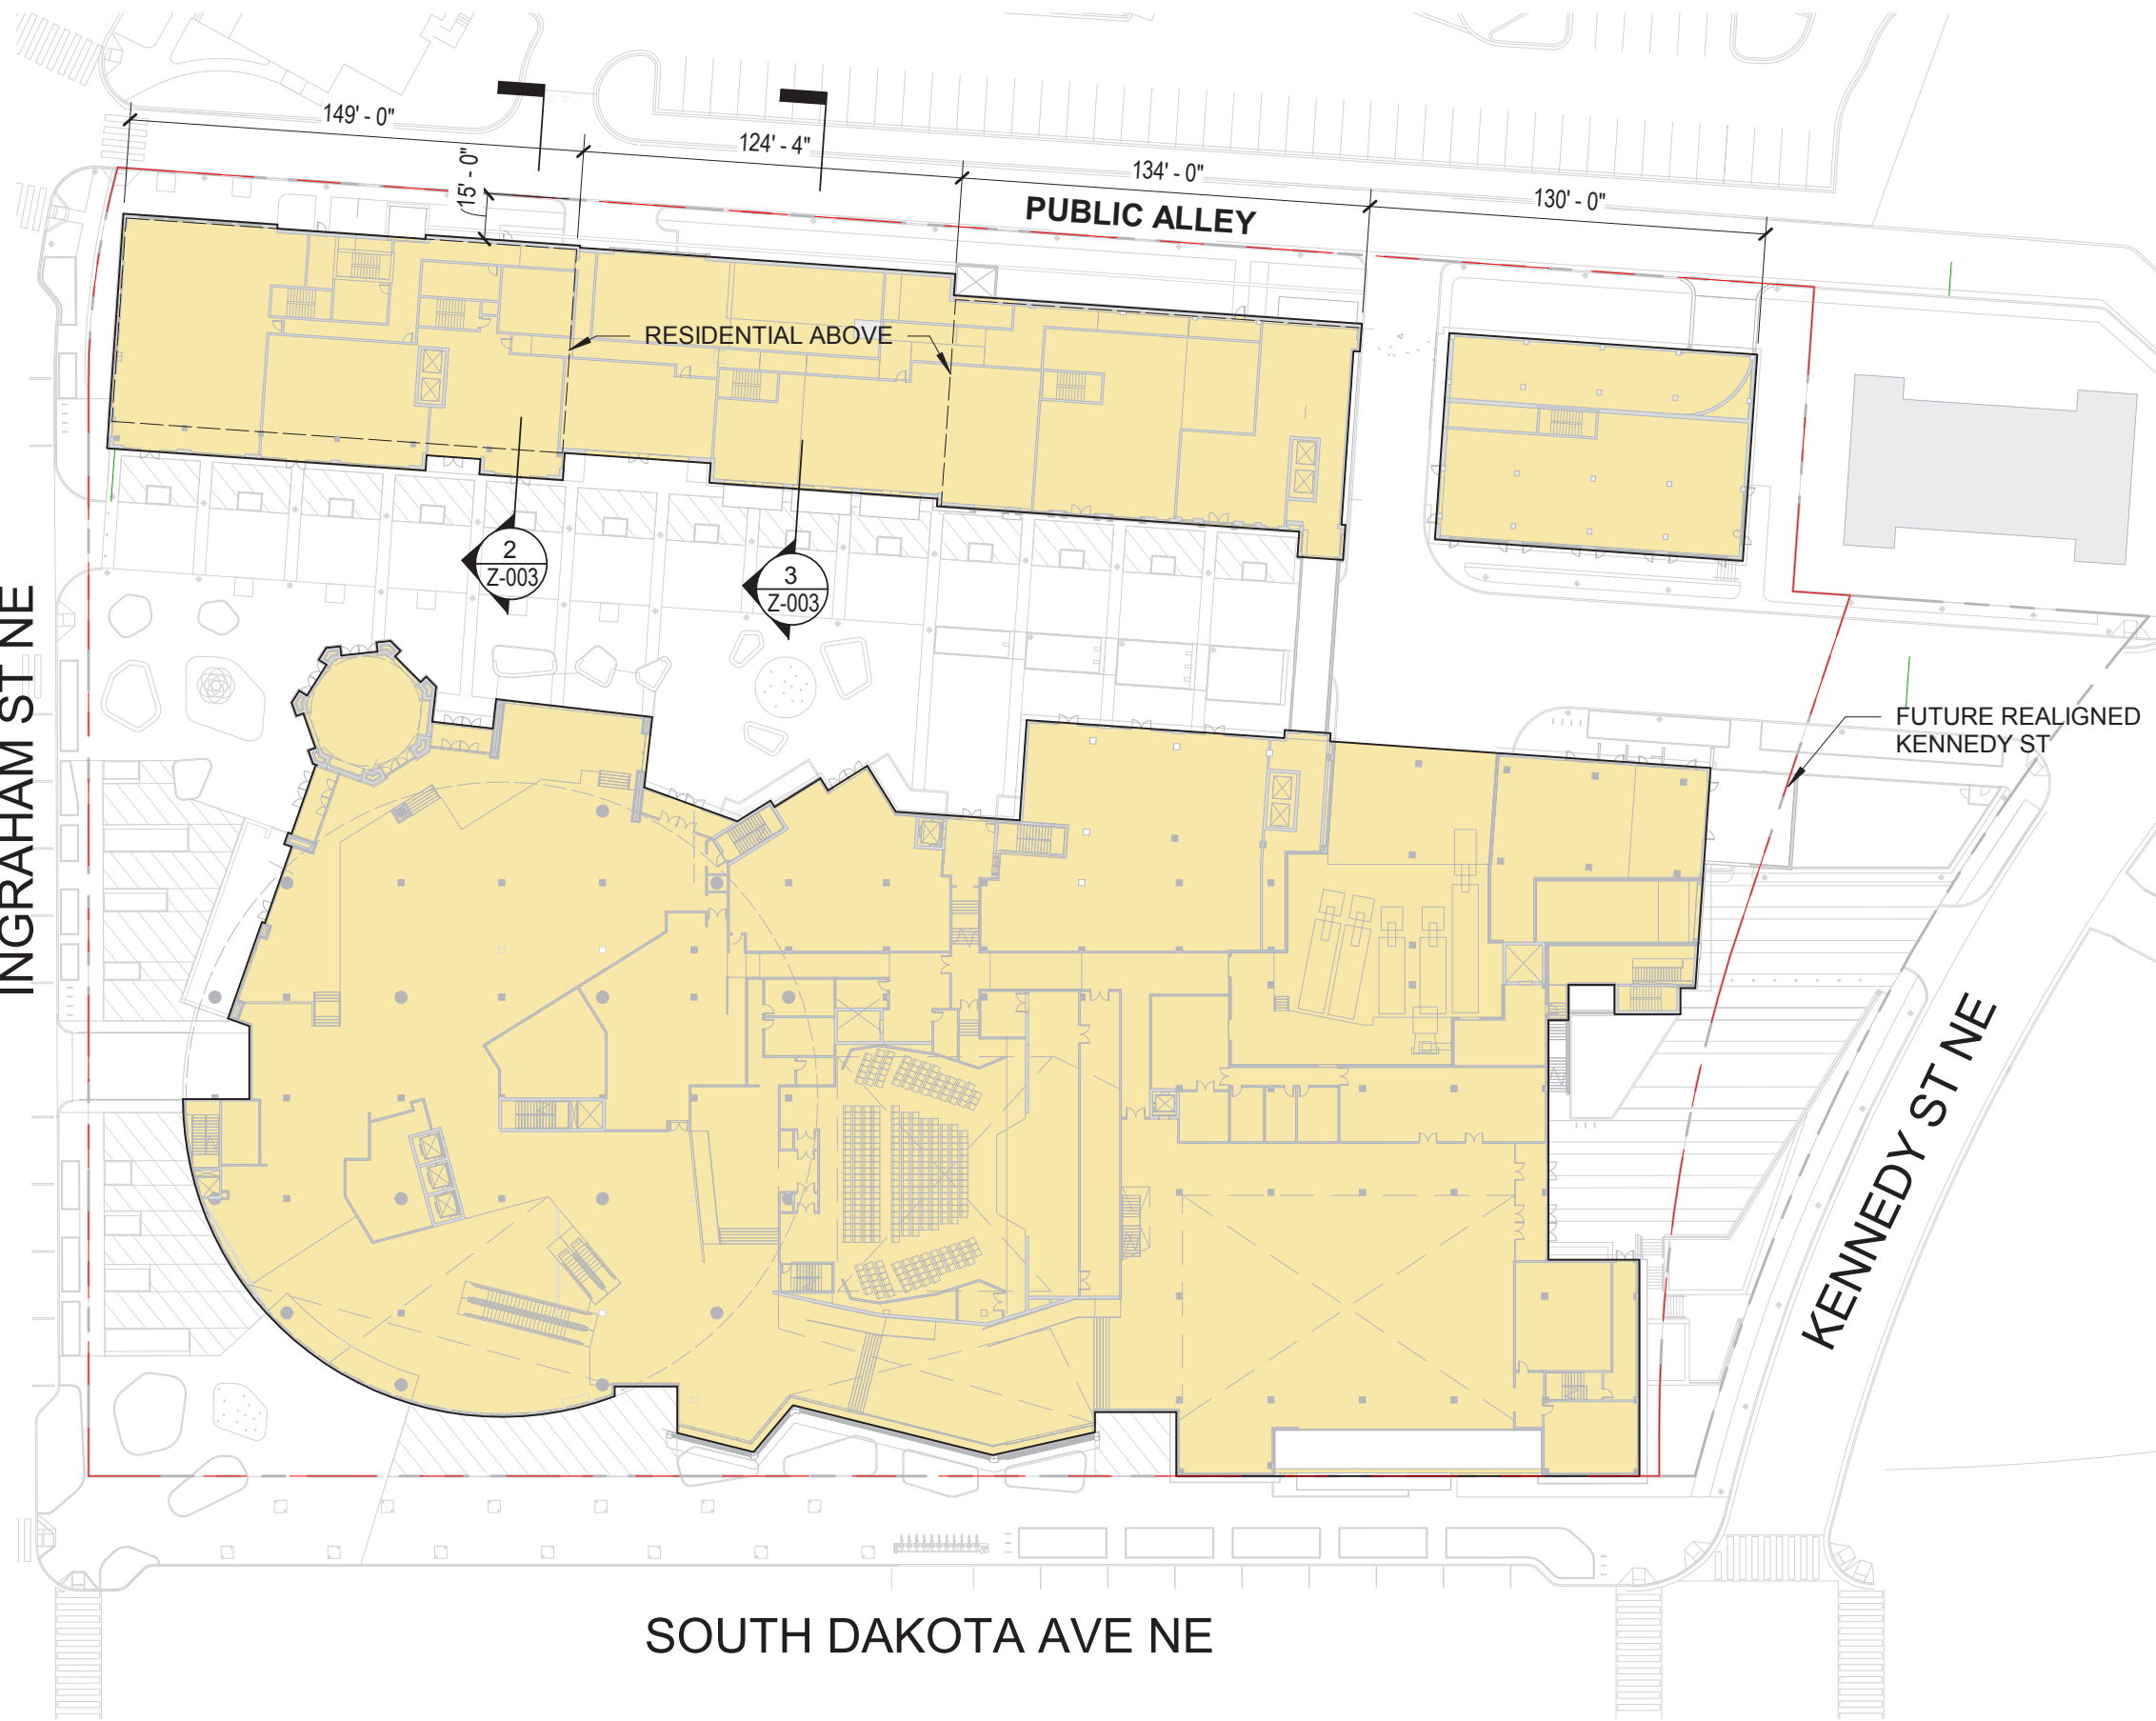 149' - 0"
124' - 4"
15' - 0"
134' - 0"
130' - 0"
PUBLIC ALLEY
RESIDENTIAL ABOVE
2
Z-003
3
Z-003
INGRAHAM ST NE
FUTURE REALIGNED
KENNEDY ST
KENNEDY ST NE
SOUTH DAKOTA AVE NE